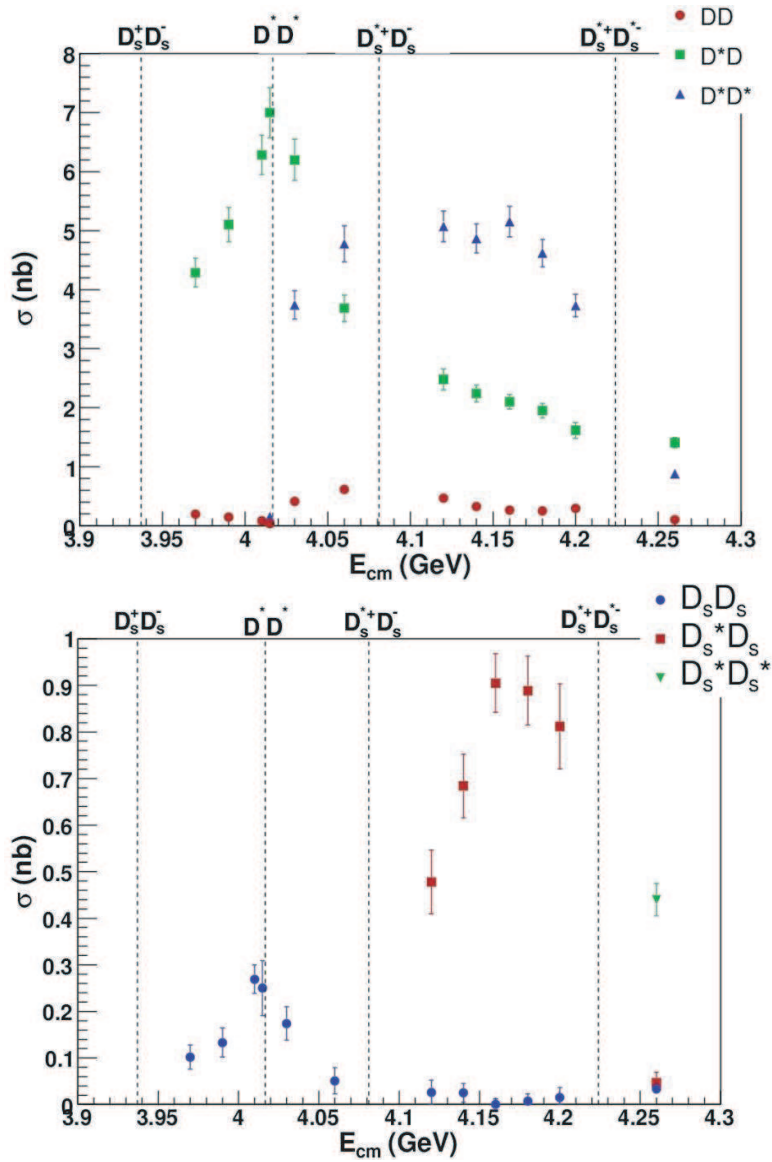 D_s^+D_s^- D^*D^* D_s^{*+}D_s^- D_s^{*+}D_s^{*-}
DD
D*D
D*D*
8
7
6
5
4
3
2
1
0
σ (nb)
3.9 3.95 4 4.05 4.1 4.15 4.2 4.25 4.3
E_cm (GeV)
D_s^+D_s^- D^*D^* D_s^{*+}D_s^- D_s^{*+}D_s^{*-}
D_sD_s
D_s*D_s
D_s*D_s*
1
0.9
0.8
0.7
0.6
0.5
0.4
0.3
0.2
0.1
0
σ (nb)
3.9 3.95 4 4.05 4.1 4.15 4.2 4.25 4.3
E_cm (GeV)